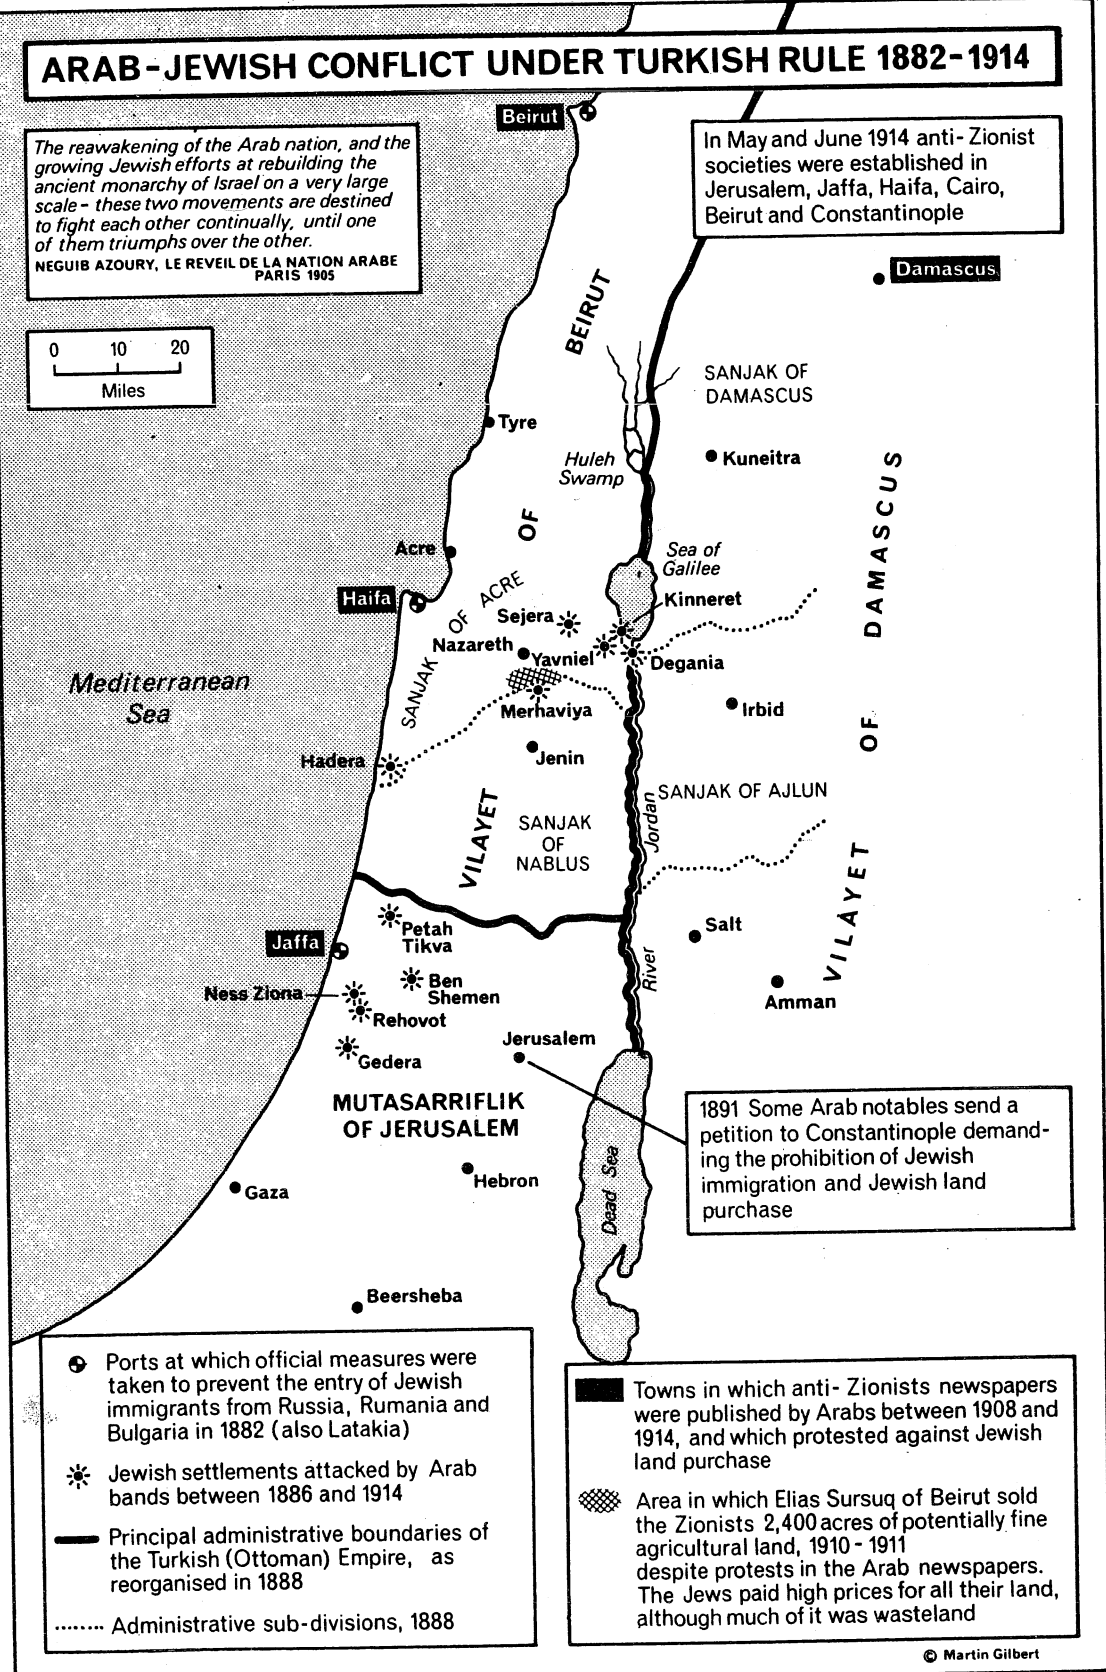 ARAB-JEWISH CONFLICT UNDER TURKISH RULE 1882-1914
Beirut
The reawakening of the Arab nation, and the
growing Jewish efforts at rebuilding the
ancient monarchy of Israel on a very large
scale - these two movements are destined
to fight each other continually, until one
of them triumphs over the other.
NEGUIB AZOURY, LE REVEIL DE LA NATION ARABE
PARIS 1905
In May and June 1914 anti-Zionist
societies were established in
Jerusalem, Jaffa, Haifa, Cairo,
Beirut and Constantinople
Damascus
0 10 20
Miles
VILAYET OF BEIRUT
SANJAK OF
DAMASCUS
Tyre
Huleh
Swamp
Kuneitra
VILAYET OF DAMASCUS
Acre
Sea of
Galilee
Haifa
SANJAK OF ACRE
Kinneret
Sejera
Nazareth
Yavniel
Degania
Mediterranean
Sea
Merhaviya
Irbid
Hadera
Jenin
SANJAK OF AJLUN
SANJAK
OF
NABLUS
River Jordan
Petah
Tikva
Jaffa
Salt
Ben
Shemen
Ness Ziona
Amman
Rehovot
Jerusalem
Gedera
MUTASARRIFLIK
OF JERUSALEM
1891 Some Arab notables send a
petition to Constantinople demand-
ing the prohibition of Jewish
immigration and Jewish land
purchase
Dead Sea
Hebron
Gaza
Beersheba
Ports at which official measures were
taken to prevent the entry of Jewish
immigrants from Russia, Rumania and
Bulgaria in 1882 (also Latakia)
Jewish settlements attacked by Arab
bands between 1886 and 1914
Principal administrative boundaries of
the Turkish (Ottoman) Empire, as
reorganised in 1888
Administrative sub-divisions, 1888
Towns in which anti-Zionists newspapers
were published by Arabs between 1908 and
1914, and which protested against Jewish
land purchase
Area in which Elias Sursuq of Beirut sold
the Zionists 2,400 acres of potentially fine
agricultural land, 1910-1911
despite protests in the Arab newspapers.
The Jews paid high prices for all their land,
although much of it was wasteland
© Martin Gilbert